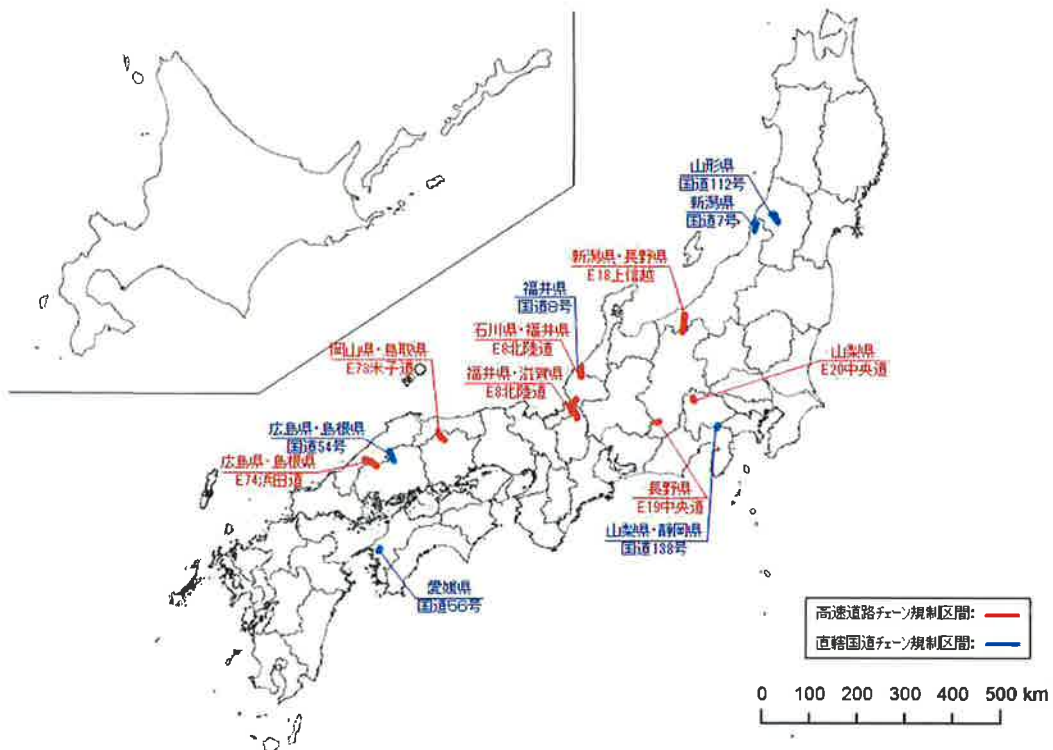 山形県
国道112号
新潟県
国道7号
新潟県・長野県
E18上信越
福井県
国道8号
石川県・福井県
E8北陸道
岡山県・鳥取県
E73米子道
福井県・滋賀県
E8北陸道
山梨県
E20中央道
広島県・島根県
国道54号
広島県・島根県
E74浜田道
長野県
E19中央道
山梨県・静岡県
国道138号
愛媛県
国道56号
高速道路チェーン規制区間:
直轄国道チェーン規制区間:
0 100 200 300 400 500 km